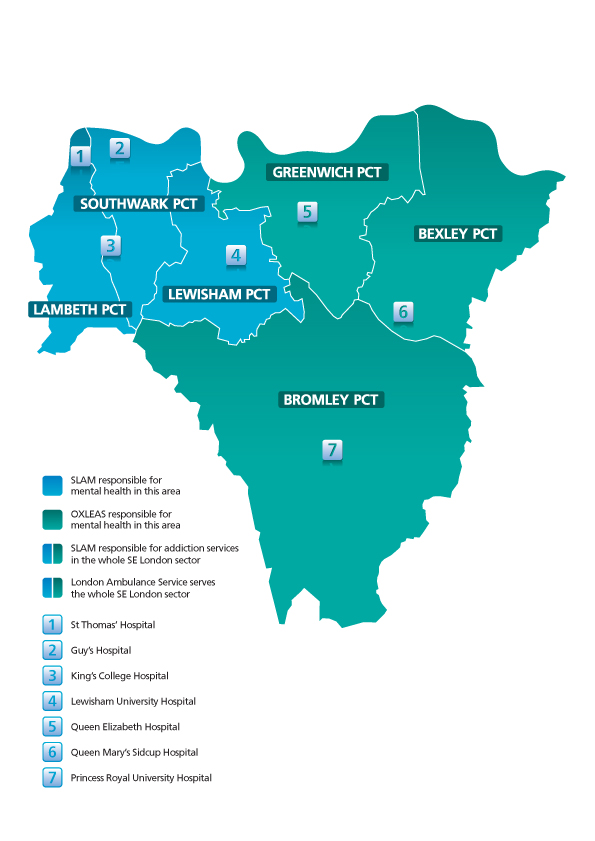 1
2
GREENWICH PCT
SOUTHWARK PCT
5
BEXLEY PCT
3
4
LEWISHAM PCT
LAMBETH PCT
6
BROMLEY PCT
7
SLAM responsible for
mental health in this area
OXLEAS responsible for
mental health in this area
SLAM responsible for addiction services
in the whole SE London sector
London Ambulance Service serves
the whole SE London sector
1 St Thomas’ Hospital
2 Guy’s Hospital
3 King’s College Hospital
4 Lewisham University Hospital
5 Queen Elizabeth Hospital
6 Queen Mary’s Sidcup Hospital
7 Princess Royal University Hospital